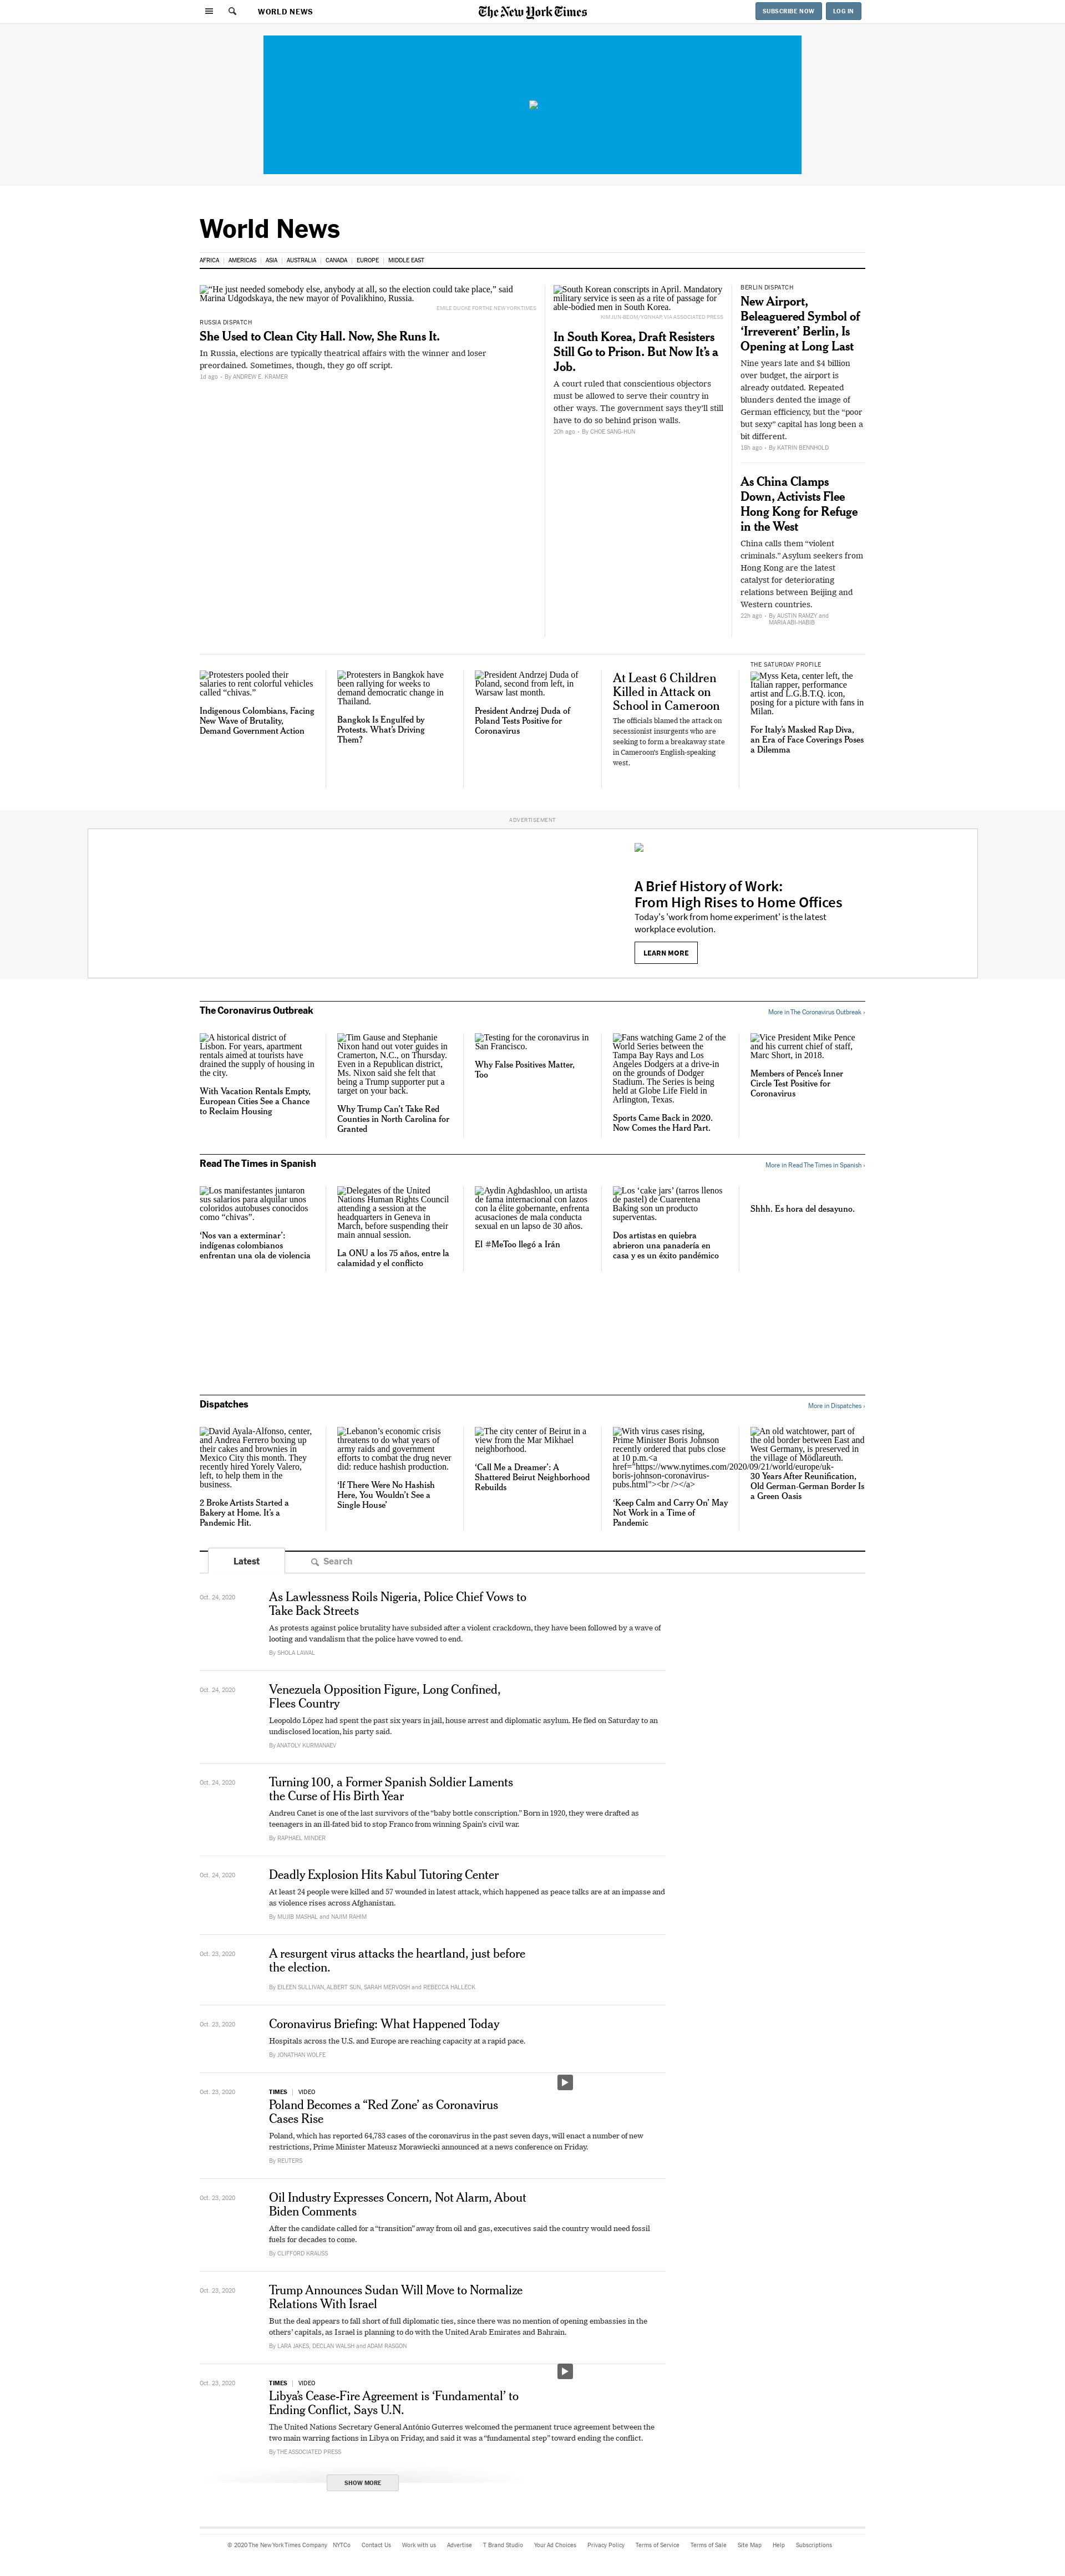 WORLD NEWS
The New York Times
SUBSCRIBE NOW
LOG IN
World News
AFRICA
AMERICAS
ASIA
AUSTRALIA
CANADA
EUROPE
MIDDLE EAST
“He just needed somebody else, anybody at all, so the election could take place,” said
Marina Udgodskaya, the new mayor of Povalikhino, Russia.
EMILE DUCKE FOR THE NEW YORK TIMES
RUSSIA DISPATCH
She Used to Clean City Hall. Now, She Runs It.
In Russia, elections are typically theatrical affairs with the winner and loser
preordained. Sometimes, though, they go off script.
1d ago • By ANDREW E. KRAMER
South Korean conscripts in April. Mandatory
military service is seen as a rite of passage for
able-bodied men in South Korea.
KIM JUN-BEOM/YONHAP, VIA ASSOCIATED PRESS
In South Korea, Draft Resisters
Still Go to Prison. But Now It’s a
Job.
A court ruled that conscientious objectors
must be allowed to serve their country in
other ways. The government says they’ll still
have to do so behind prison walls.
20h ago • By CHOE SANG-HUN
BERLIN DISPATCH
New Airport,
Beleaguered Symbol of
‘Irreverent’ Berlin, Is
Opening at Long Last
Nine years late and $4 billion
over budget, the airport is
already outdated. Repeated
blunders dented the image of
German efficiency, but the “poor
but sexy” capital has long been a
bit different.
18h ago • By KATRIN BENNHOLD
As China Clamps
Down, Activists Flee
Hong Kong for Refuge
in the West
China calls them “violent
criminals.” Asylum seekers from
Hong Kong are the latest
catalyst for deteriorating
relations between Beijing and
Western countries.
22h ago • By AUSTIN RAMZY and
MARIA ABI-HABIB
Protesters pooled their
salaries to rent colorful vehicles
called “chivas.”
Indigenous Colombians, Facing
New Wave of Brutality,
Demand Government Action
Protesters in Bangkok have
been rallying for weeks to
demand democratic change in
Thailand.
Bangkok Is Engulfed by
Protests. What’s Driving
Them?
President Andrzej Duda of
Poland, second from left, in
Warsaw last month.
President Andrzej Duda of
Poland Tests Positive for
Coronavirus
At Least 6 Children
Killed in Attack on
School in Cameroon
The officials blamed the attack on
secessionist insurgents who are
seeking to form a breakaway state
in Cameroon’s English-speaking
west.
THE SATURDAY PROFILE
Myss Keta, center left, the
Italian rapper, performance
artist and L.G.B.T.Q. icon,
posing for a picture with fans in
Milan.
For Italy’s Masked Rap Diva,
an Era of Face Coverings Poses
a Dilemma
ADVERTISEMENT
A Brief History of Work:
From High Rises to Home Offices
Today's 'work from home experiment' is the latest
workplace evolution.
LEARN MORE
The Coronavirus Outbreak
More in The Coronavirus Outbreak ›
A historical district of
Lisbon. For years, apartment
rentals aimed at tourists have
drained the supply of housing in
the city.
With Vacation Rentals Empty,
European Cities See a Chance
to Reclaim Housing
Tim Gause and Stephanie
Nixon hand out voter guides in
Cramerton, N.C., on Thursday.
Even in a Republican district,
Ms. Nixon said she felt that
being a Trump supporter put a
target on your back.
Why Trump Can’t Take Red
Counties in North Carolina for
Granted
Testing for the coronavirus in
San Francisco.
Why False Positives Matter,
Too
Fans watching Game 2 of the
World Series between the
Tampa Bay Rays and Los
Angeles Dodgers at a drive-in
on the grounds of Dodger
Stadium. The Series is being
held at Globe Life Field in
Arlington, Texas.
Sports Came Back in 2020.
Now Comes the Hard Part.
Vice President Mike Pence
and his current chief of staff,
Marc Short, in 2018.
Members of Pence’s Inner
Circle Test Positive for
Coronavirus
Read The Times in Spanish
More in Read The Times in Spanish ›
Los manifestantes juntaron
sus salarios para alquilar unos
coloridos autobuses conocidos
como “chivas”.
‘Nos van a exterminar’:
indígenas colombianos
enfrentan una ola de violencia
Delegates of the United
Nations Human Rights Council
attending a session at the
headquarters in Geneva in
March, before suspending their
main annual session.
La ONU a los 75 años, entre la
calamidad y el conflicto
Aydin Aghdashloo, un artista
de fama internacional con lazos
con la élite gobernante, enfrenta
acusaciones de mala conducta
sexual en un lapso de 30 años.
El #MeToo llegó a Irán
Los ‘cake jars’ (tarros llenos
de pastel) de Cuarentena
Baking son un producto
superventas.
Dos artistas en quiebra
abrieron una panadería en
casa y es un éxito pandémico
Shhh. Es hora del desayuno.
Dispatches
More in Dispatches ›
David Ayala-Alfonso, center,
and Andrea Ferrero boxing up
their cakes and brownies in
Mexico City this month. They
recently hired Yorely Valero,
left, to help them in the
business.
2 Broke Artists Started a
Bakery at Home. It’s a
Pandemic Hit.
Lebanon’s economic crisis
threatens to do what years of
army raids and government
efforts to combat the drug never
did: reduce hashish production.
‘If There Were No Hashish
Here, You Wouldn’t See a
Single House’
The city center of Beirut in a
view from the Mar Mikhael
neighborhood.
‘Call Me a Dreamer’: A
Shattered Beirut Neighborhood
Rebuilds
With virus cases rising,
Prime Minister Boris Johnson
recently ordered that pubs close
at 10 p.m.<a
href="https://www.nytimes.com/2020/09/21/world/europe/uk-
boris-johnson-coronavirus-
pubs.html"><br /></a>
‘Keep Calm and Carry On’ May
Not Work in a Time of
Pandemic
An old watchtower, part of
the old border between East and
West Germany, is preserved in
the village of Mödlareuth.
30 Years After Reunification,
Old German-German Border Is
a Green Oasis
Latest
Search
Oct. 24, 2020
As Lawlessness Roils Nigeria, Police Chief Vows to
Take Back Streets
As protests against police brutality have subsided after a violent crackdown, they have been followed by a wave of
looting and vandalism that the police have vowed to end.
By SHOLA LAWAL
Oct. 24, 2020
Venezuela Opposition Figure, Long Confined,
Flees Country
Leopoldo López had spent the past six years in jail, house arrest and diplomatic asylum. He fled on Saturday to an
undisclosed location, his party said.
By ANATOLY KURMANAEV
Oct. 24, 2020
Turning 100, a Former Spanish Soldier Laments
the Curse of His Birth Year
Andreu Canet is one of the last survivors of the “baby bottle conscription.” Born in 1920, they were drafted as
teenagers in an ill-fated bid to stop Franco from winning Spain's civil war.
By RAPHAEL MINDER
Oct. 24, 2020
Deadly Explosion Hits Kabul Tutoring Center
At least 24 people were killed and 57 wounded in latest attack, which happened as peace talks are at an impasse and
as violence rises across Afghanistan.
By MUJIB MASHAL and NAJIM RAHIM
Oct. 23, 2020
A resurgent virus attacks the heartland, just before
the election.
By EILEEN SULLIVAN, ALBERT SUN, SARAH MERVOSH and REBECCA HALLECK
Oct. 23, 2020
Coronavirus Briefing: What Happened Today
Hospitals across the U.S. and Europe are reaching capacity at a rapid pace.
By JONATHAN WOLFE
Oct. 23, 2020
TIMES VIDEO
Poland Becomes a “Red Zone’ as Coronavirus
Cases Rise
Poland, which has reported 64,783 cases of the coronavirus in the past seven days, will enact a number of new
restrictions, Prime Minister Mateusz Morawiecki announced at a news conference on Friday.
By REUTERS
Oct. 23, 2020
Oil Industry Expresses Concern, Not Alarm, About
Biden Comments
After the candidate called for a “transition” away from oil and gas, executives said the country would need fossil
fuels for decades to come.
By CLIFFORD KRAUSS
Oct. 23, 2020
Trump Announces Sudan Will Move to Normalize
Relations With Israel
But the deal appears to fall short of full diplomatic ties, since there was no mention of opening embassies in the
others’ capitals, as Israel is planning to do with the United Arab Emirates and Bahrain.
By LARA JAKES, DECLAN WALSH and ADAM RASGON
Oct. 23, 2020
TIMES VIDEO
Libya’s Cease-Fire Agreement is ‘Fundamental’ to
Ending Conflict, Says U.N.
The United Nations Secretary General António Guterres welcomed the permanent truce agreement between the
two main warring factions in Libya on Friday, and said it was a “fundamental step” toward ending the conflict.
By THE ASSOCIATED PRESS
SHOW MORE
© 2020 The New York Times Company
NYTCo
Contact Us
Work with us
Advertise
T Brand Studio
Your Ad Choices
Privacy Policy
Terms of Service
Terms of Sale
Site Map
Help
Subscriptions